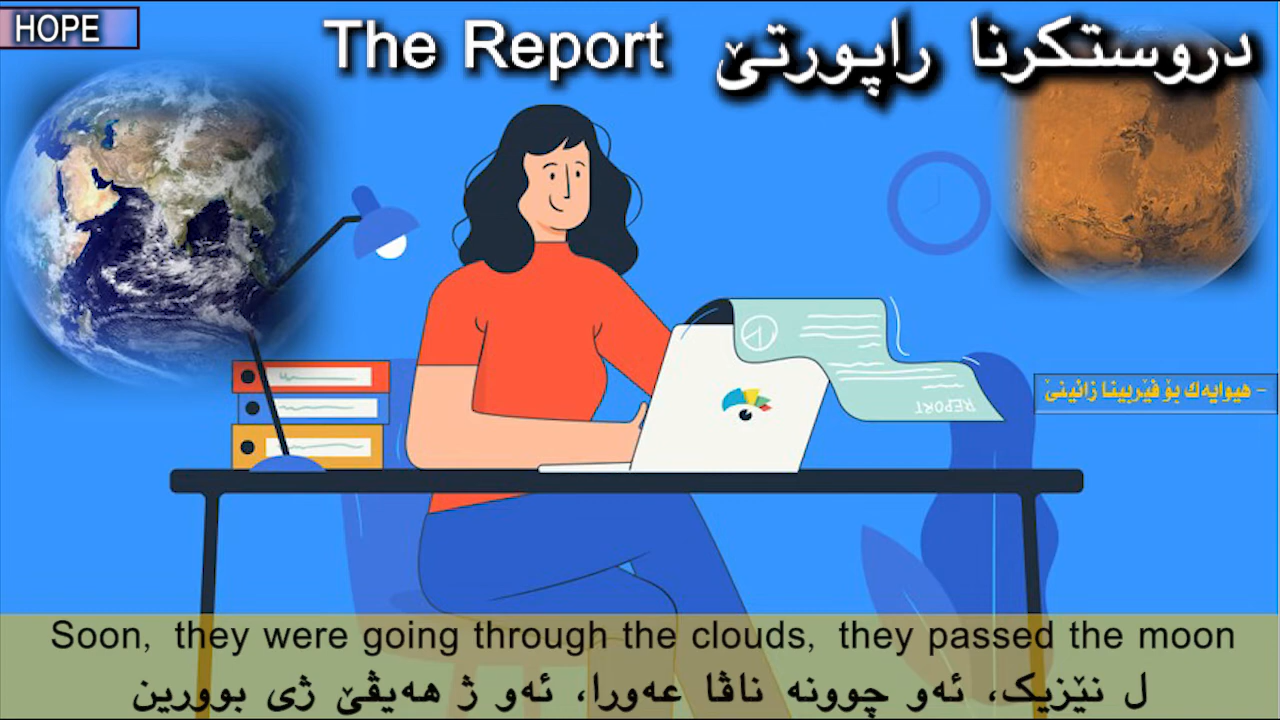 HOPE
The Report دروستکرنا راپورتێ
REPORT
- هیوایەك بۆ فێربینا زائینێ
Soon, they were going through the clouds, they passed the moon
ل نێزیک، ئەو چوونە ناڤا عەورا، ئەو ژ هەیڤێ ژی بوورین